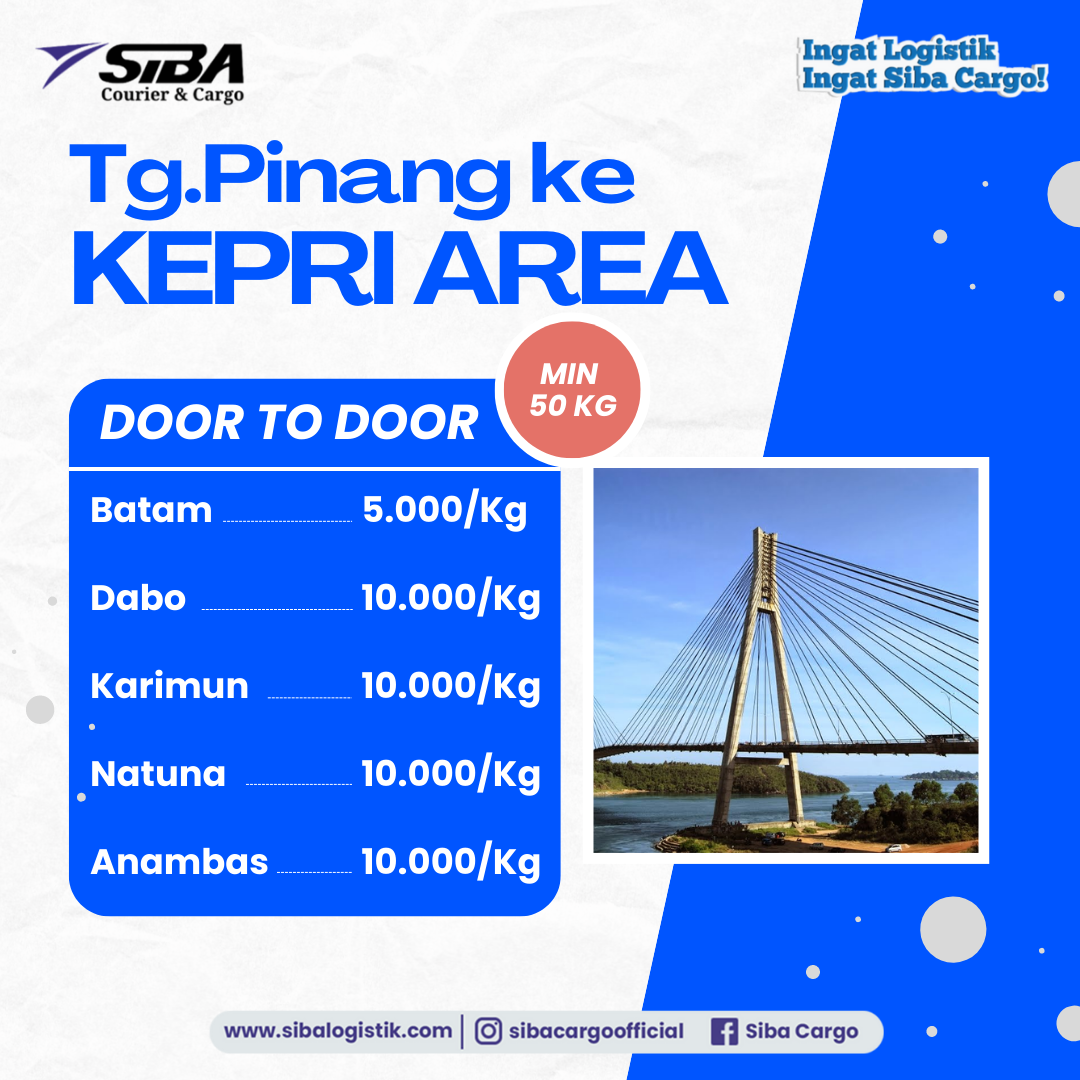 SIBA
Courier & Cargo
Ingat Logistik
Ingat Siba Cargo!
Tg.Pinang ke
KEPRI AREA
MIN
50 KG
DOOR TO DOOR
Batam 5.000/Kg
Dabo 10.000/Kg
Karimun 10.000/Kg
Natuna 10.000/Kg
Anambas 10.000/Kg
www.sibalogistik.com | sibacargoofficial Siba Cargo